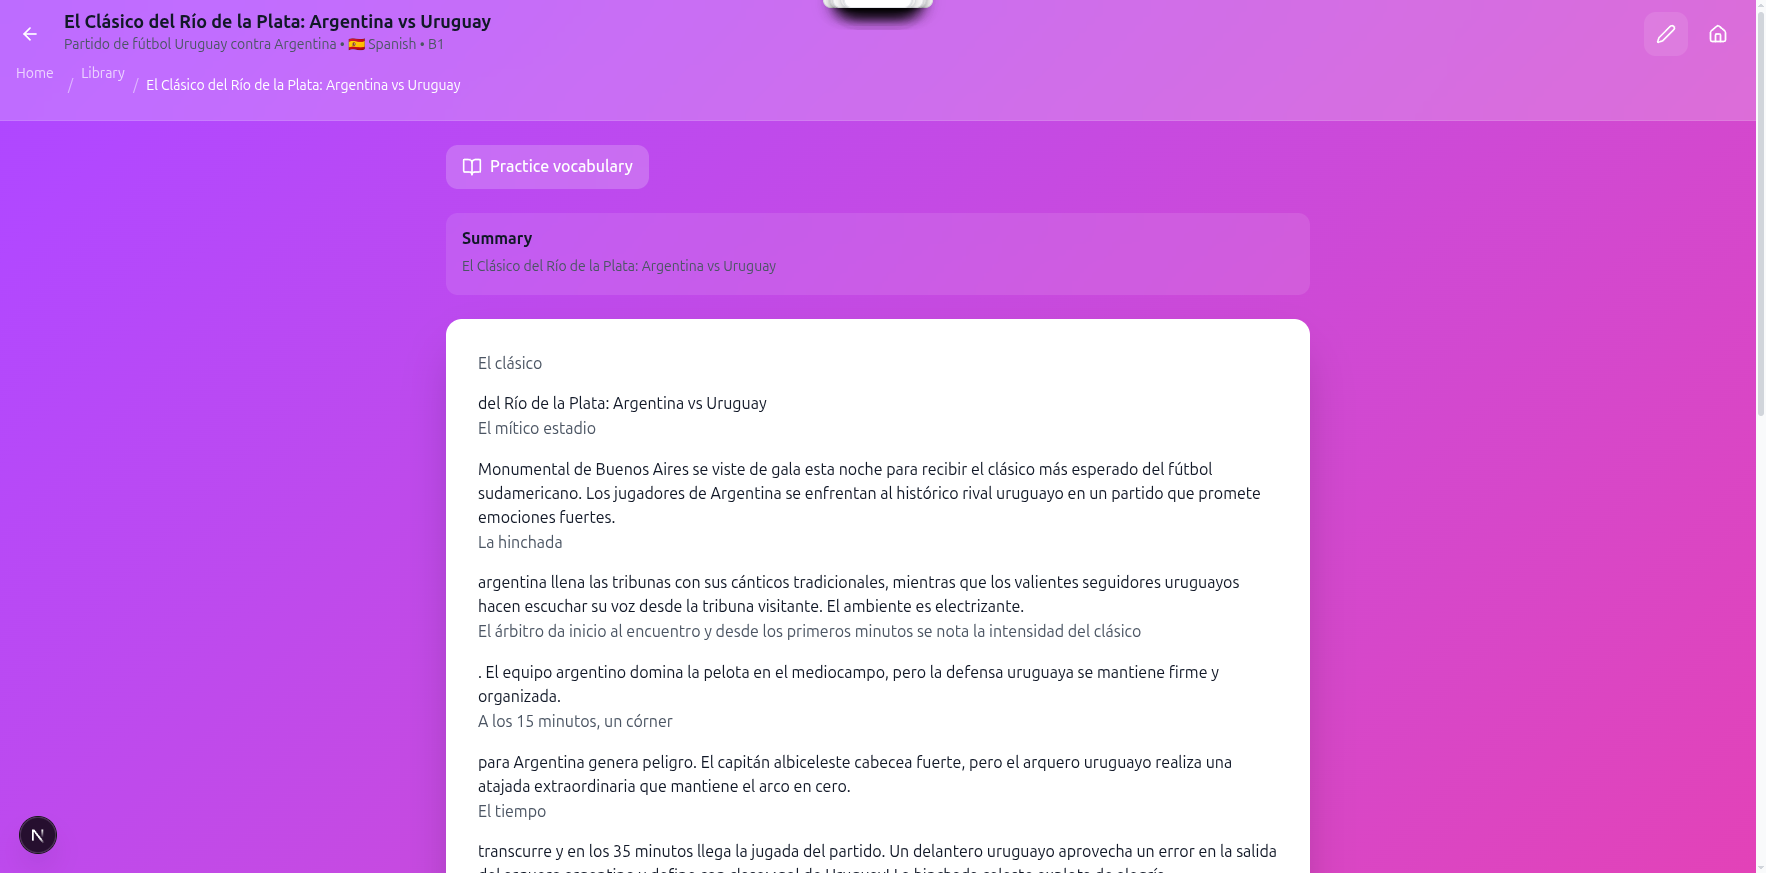 El Clásico del Río de la Plata: Argentina vs Uruguay
Partido de fútbol Uruguay contra Argentina • 🇪🇸 Spanish • B1
Home / Library / El Clásico del Río de la Plata: Argentina vs Uruguay
Practice vocabulary
Summary
El Clásico del Río de la Plata: Argentina vs Uruguay
El clásico
del Río de la Plata: Argentina vs Uruguay
El mítico estadio
Monumental de Buenos Aires se viste de gala esta noche para recibir el clásico más esperado del fútbol
sudamericano. Los jugadores de Argentina se enfrentan al histórico rival uruguayo en un partido que promete
emociones fuertes.
La hinchada
argentina llena las tribunas con sus cánticos tradicionales, mientras que los valientes seguidores uruguayos
hacen escuchar su voz desde la tribuna visitante. El ambiente es electrizante.
El árbitro da inicio al encuentro y desde los primeros minutos se nota la intensidad del clásico
. El equipo argentino domina la pelota en el mediocampo, pero la defensa uruguaya se mantiene firme y
organizada.
A los 15 minutos, un córner
para Argentina genera peligro. El capitán albiceleste cabecea fuerte, pero el arquero uruguayo realiza una
atajada extraordinaria que mantiene el arco en cero.
El tiempo
transcurre y en los 35 minutos llega la jugada del partido. Un delantero uruguayo aprovecha un error en la salida
N